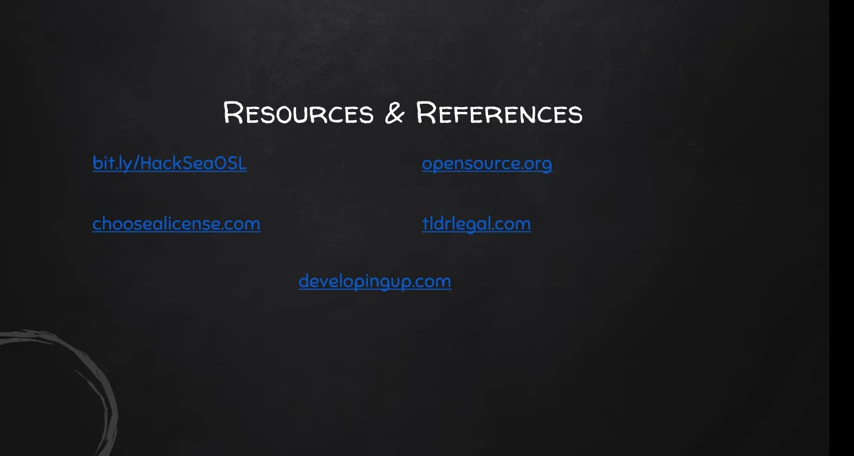 Resources & References
bit.ly/HackSeaOSL
opensource.org
choosealicense.com
tldrlegal.com
developingup.com